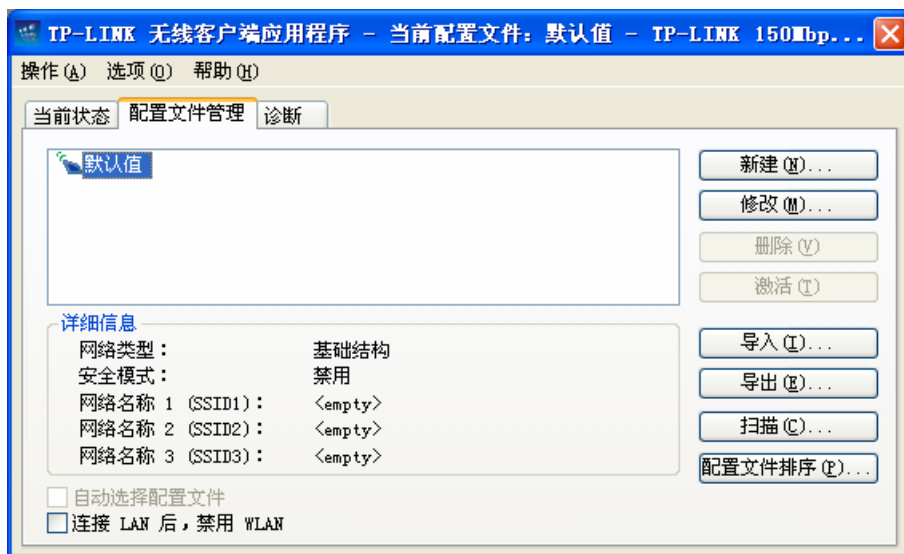 TP-LINK 无线客户端应用程序 - 当前配置文件: 默认值 - TP-LINK 150Mbp...
操作(A) 选项(O) 帮助(H)
当前状态 配置文件管理 诊断
默认值
新建(N)...
修改(M)...
删除(V)
激活(T)
详细信息
网络类型: 基础结构
安全模式: 禁用
网络名称 1 (SSID1): <empty>
网络名称 2 (SSID2): <empty>
网络名称 3 (SSID3): <empty>
导入(I)...
导出(E)...
扫描(C)...
配置文件排序(P)...
自动选择配置文件
连接 LAN 后,禁用 WLAN